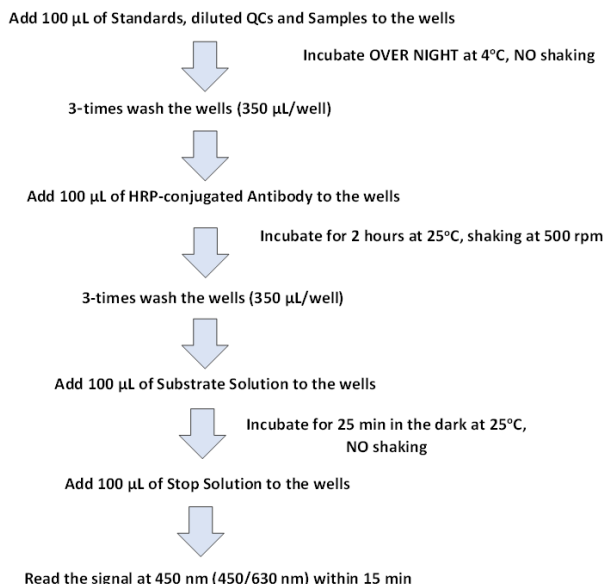 Add 100 µL of Standards, diluted QCs and Samples to the wells
Incubate OVER NIGHT at 4°C, NO shaking
3-times wash the wells (350 µL/well)
Add 100 µL of HRP-conjugated Antibody to the wells
Incubate for 2 hours at 25°C, shaking at 500 rpm
3-times wash the wells (350 µL/well)
Add 100 µL of Substrate Solution to the wells
Incubate for 25 min in the dark at 25°C,
NO shaking
Add 100 µL of Stop Solution to the wells
Read the signal at 450 nm (450/630 nm) within 15 min